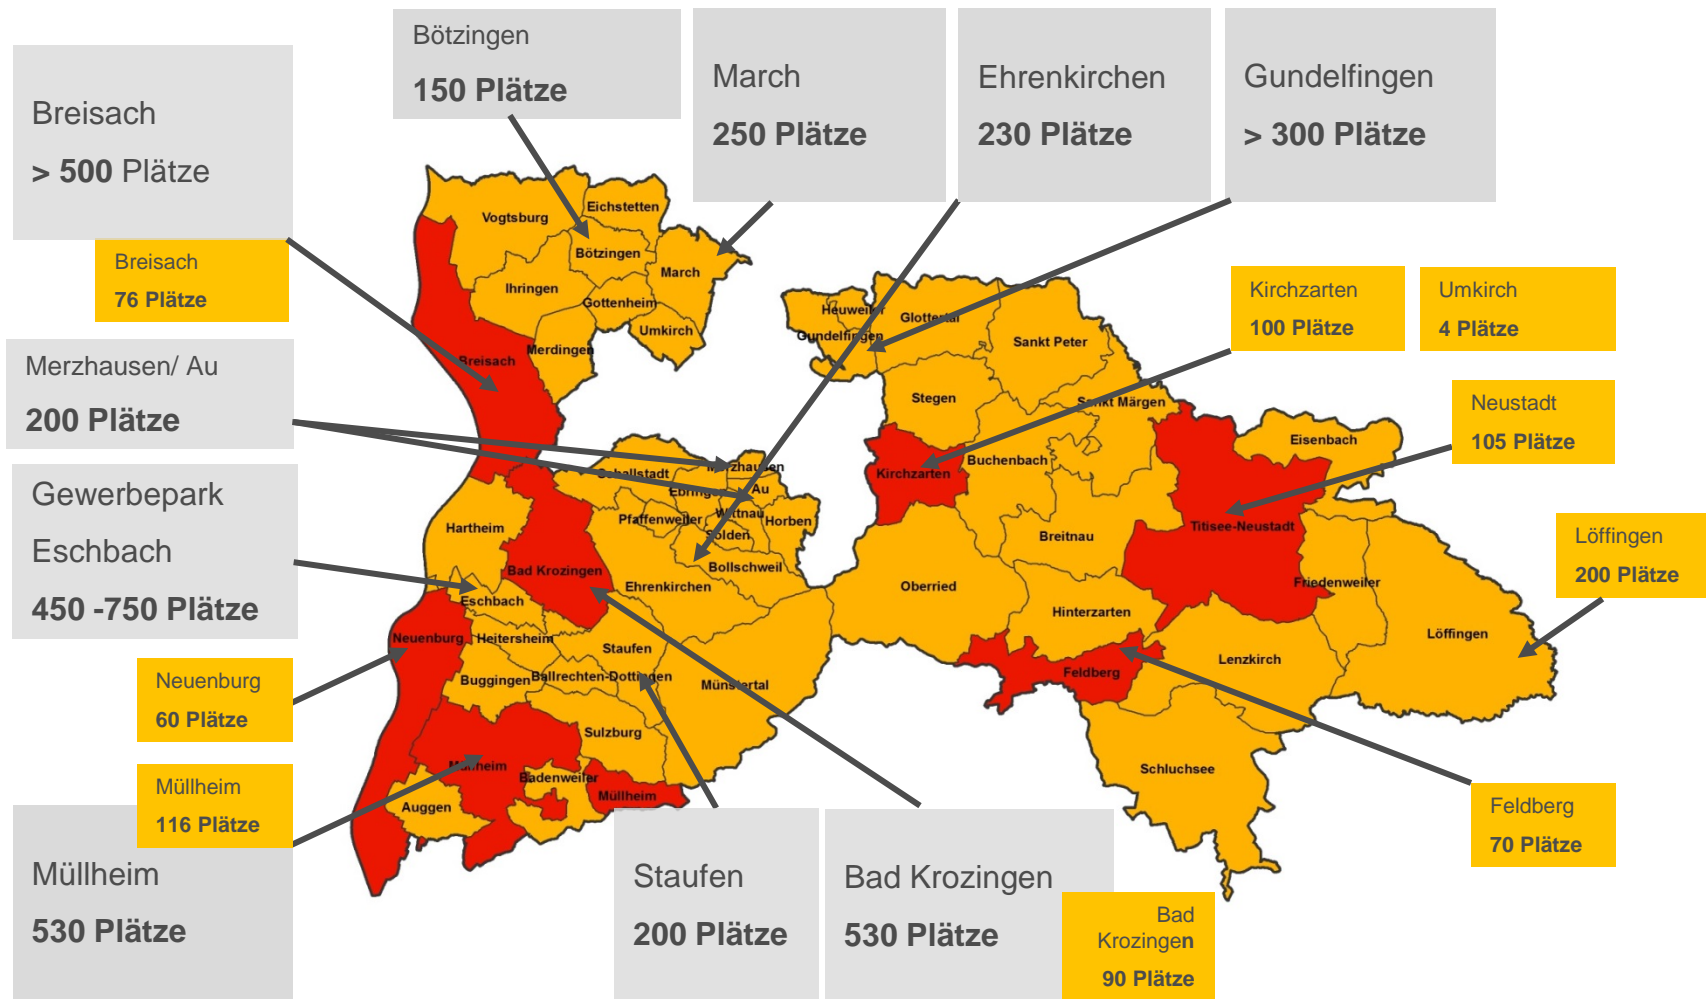 Bötzingen
150 Plätze
March
250 Plätze
Ehrenkirchen
230 Plätze
Gundelfingen
> 300 Plätze
Breisach
> 500 Plätze
Breisach
76 Plätze
Merzhausen/ Au
200 Plätze
Gewerbepark
Eschbach
450 -750 Plätze
Neuenburg
60 Plätze
Müllheim
116 Plätze
Müllheim
530 Plätze
Staufen
200 Plätze
Bad Krozingen
530 Plätze
Bad
Krozingen
90 Plätze
Kirchzarten
100 Plätze
Umkirch
4 Plätze
Neustadt
105 Plätze
Löffingen
200 Plätze
Feldberg
70 Plätze
Vogtsburg
Eichstetten
Bötzingen
March
Ihringen
Gottenheim
Umkirch
Merdingen
Breisach
Heuweiler
Glottertal
Gundelfingen
Sankt Peter
Stegen
Sankt Märgen
Buchenbach
Kirchzarten
Eisenbach
Titisee-Neustadt
Breitnau
Friedenweiler
Oberried
Hinterzarten
Löffingen
Lenzkirch
Feldberg
Schluchsee
Schallstadt
Merzhausen
Ebringen
Au
Pfaffenweiler
Wittnau
Horben
Sölden
Bollschweil
Hartheim
Bad Krozingen
Ehrenkirchen
Eschbach
Neuenburg
Heitersheim
Staufen
Buggingen
Ballrechten-Dottingen
Münstertal
Sulzburg
Müllheim
Badenweiler
Müllheim
Auggen